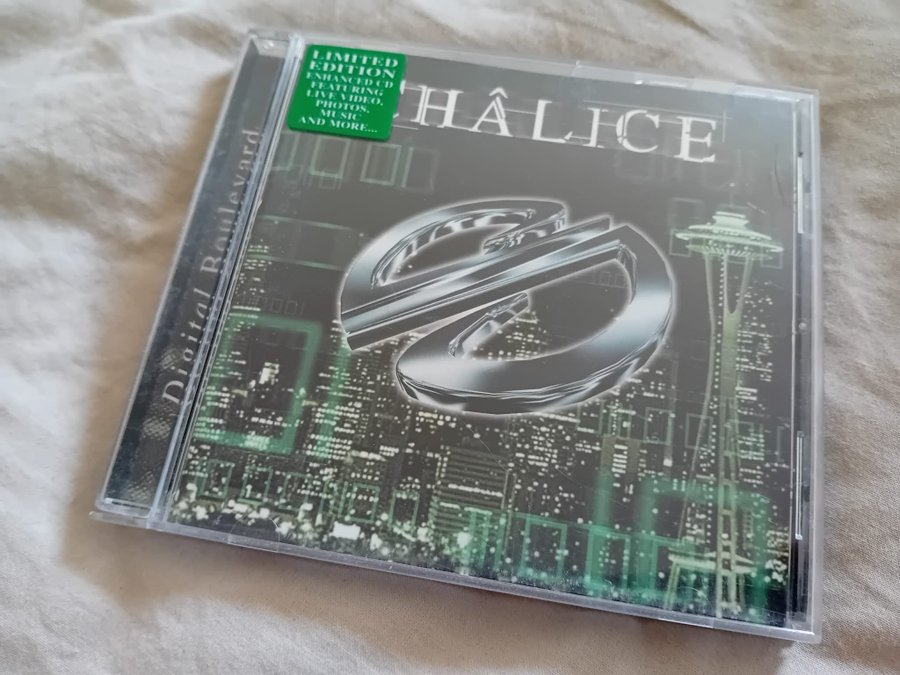 LIMITED
EDITION
ENHANCED CD
FEATURING
LIVE VIDEO,
PHOTOS,
MUSIC
AND MORE...
CHÂLICE
Digital Boulevard